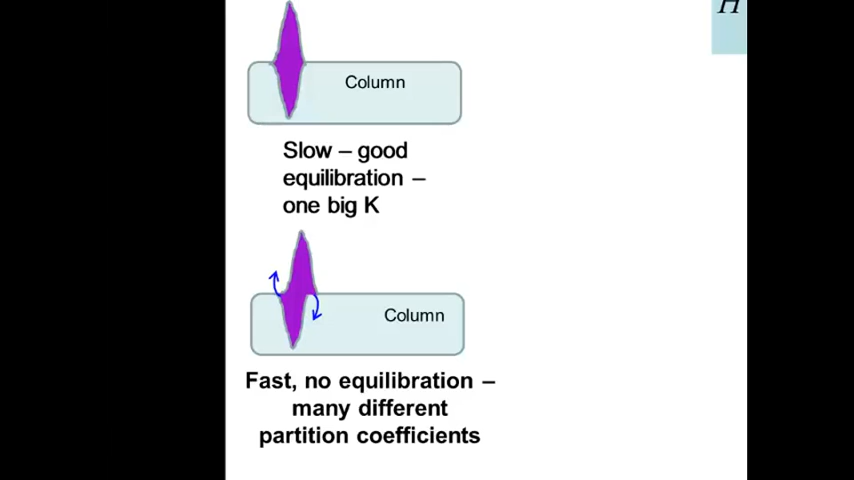 H
Column
Slow – good
equilibration –
one big K
Column
Fast, no equilibration –
many different
partition coefficients